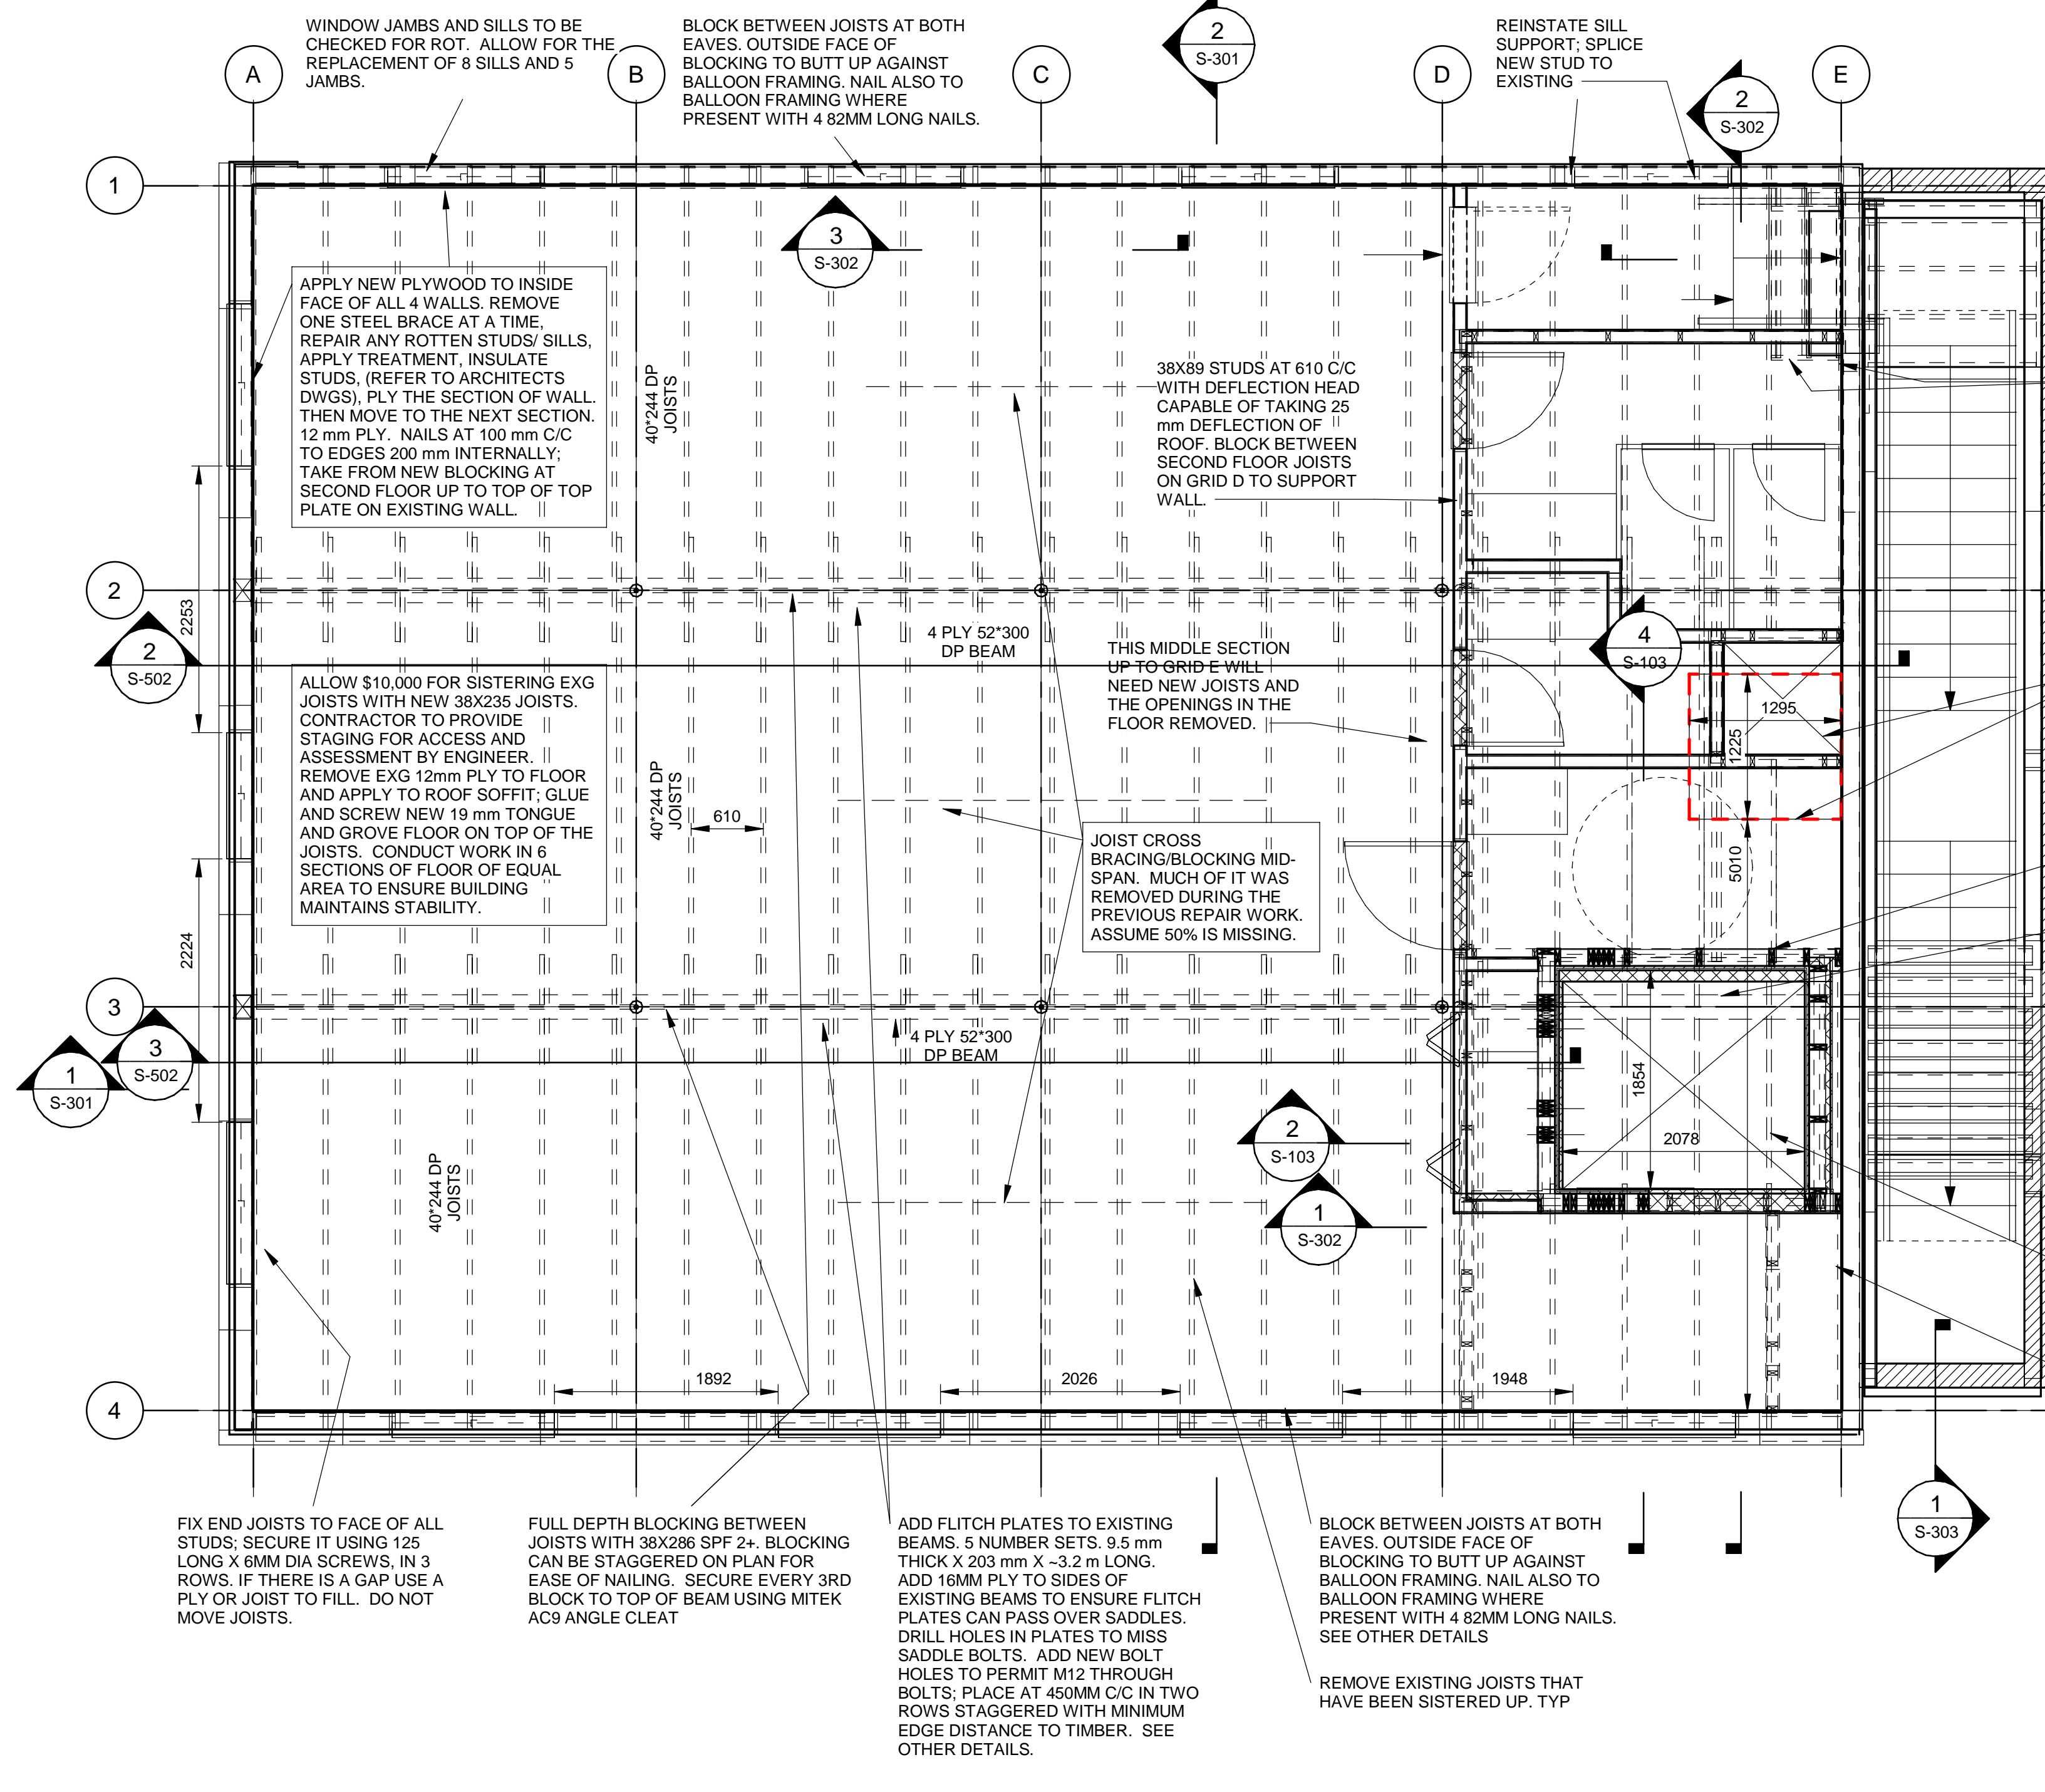 WINDOW JAMBS AND SILLS TO BE
CHECKED FOR ROT. ALLOW FOR THE
REPLACEMENT OF 8 SILLS AND 5
JAMBS.
BLOCK BETWEEN JOISTS AT BOTH
EAVES. OUTSIDE FACE OF
BLOCKING TO BUTT UP AGAINST
BALLOON FRAMING. NAIL ALSO TO
BALLOON FRAMING WHERE
PRESENT WITH 4 82MM LONG NAILS.
2
S-301
REINSTATE SILL
SUPPORT; SPLICE
NEW STUD TO
EXISTING
2
S-302
A
B
C
D
E
1
3
S-302
APPLY NEW PLYWOOD TO INSIDE
FACE OF ALL 4 WALLS. REMOVE
ONE STEEL BRACE AT A TIME,
REPAIR ANY ROTTEN STUDS/ SILLS,
APPLY TREATMENT, INSULATE
STUDS, (REFER TO ARCHITECTS
DWGS), PLY THE SECTION OF WALL.
THEN MOVE TO THE NEXT SECTION.
12 mm PLY. NAILS AT 100 mm C/C
TO EDGES 200 mm INTERNALLY;
TAKE FROM NEW BLOCKING AT
SECOND FLOOR UP TO TOP OF TOP
PLATE ON EXISTING WALL.
40*244 DP
JOISTS
38X89 STUDS AT 610 C/C
WITH DEFLECTION HEAD
CAPABLE OF TAKING 25
mm DEFLECTION OF
ROOF. BLOCK BETWEEN
SECOND FLOOR JOISTS
ON GRID D TO SUPPORT
WALL.
2
2253
2
S-502
4 PLY 52*300
DP BEAM
THIS MIDDLE SECTION
UP TO GRID E WILL
NEED NEW JOISTS AND
THE OPENINGS IN THE
FLOOR REMOVED.
4
S-103
1295
1225
ALLOW $10,000 FOR SISTERING EXG
JOISTS WITH NEW 38X235 JOISTS.
CONTRACTOR TO PROVIDE
STAGING FOR ACCESS AND
ASSESSMENT BY ENGINEER.
REMOVE EXG 12mm PLY TO FLOOR
AND APPLY TO ROOF SOFFIT; GLUE
AND SCREW NEW 19 mm TONGUE
AND GROVE FLOOR ON TOP OF THE
JOISTS. CONDUCT WORK IN 6
SECTIONS OF FLOOR OF EQUAL
AREA TO ENSURE BUILDING
MAINTAINS STABILITY.
40*244 DP
JOISTS
610
JOIST CROSS
BRACING/BLOCKING MID-
SPAN. MUCH OF IT WAS
REMOVED DURING THE
PREVIOUS REPAIR WORK.
ASSUME 50% IS MISSING.
5010
2224
3
3
S-502
1
S-301
4 PLY 52*300
DP BEAM
1854
2078
2
S-103
1
S-302
40*244 DP
JOISTS
1892
2026
1948
4
1
S-303
FIX END JOISTS TO FACE OF ALL
STUDS; SECURE IT USING 125
LONG X 6MM DIA SCREWS, IN 3
ROWS. IF THERE IS A GAP USE A
PLY OR JOIST TO FILL. DO NOT
MOVE JOISTS.
FULL DEPTH BLOCKING BETWEEN
JOISTS WITH 38X286 SPF 2+. BLOCKING
CAN BE STAGGERED ON PLAN FOR
EASE OF NAILING. SECURE EVERY 3RD
BLOCK TO TOP OF BEAM USING MITEK
AC9 ANGLE CLEAT
ADD FLITCH PLATES TO EXISTING
BEAMS. 5 NUMBER SETS. 9.5 mm
THICK X 203 mm X ~3.2 m LONG.
ADD 16MM PLY TO SIDES OF
EXISTING BEAMS TO ENSURE FLITCH
PLATES CAN PASS OVER SADDLES.
DRILL HOLES IN PLATES TO MISS
SADDLE BOLTS. ADD NEW BOLT
HOLES TO PERMIT M12 THROUGH
BOLTS; PLACE AT 450MM C/C IN TWO
ROWS STAGGERED WITH MINIMUM
EDGE DISTANCE TO TIMBER. SEE
OTHER DETAILS.
BLOCK BETWEEN JOISTS AT BOTH
EAVES. OUTSIDE FACE OF
BLOCKING TO BUTT UP AGAINST
BALLOON FRAMING. NAIL ALSO TO
BALLOON FRAMING WHERE
PRESENT WITH 4 82MM LONG NAILS.
SEE OTHER DETAILS
REMOVE EXISTING JOISTS THAT
HAVE BEEN SISTERED UP. TYP